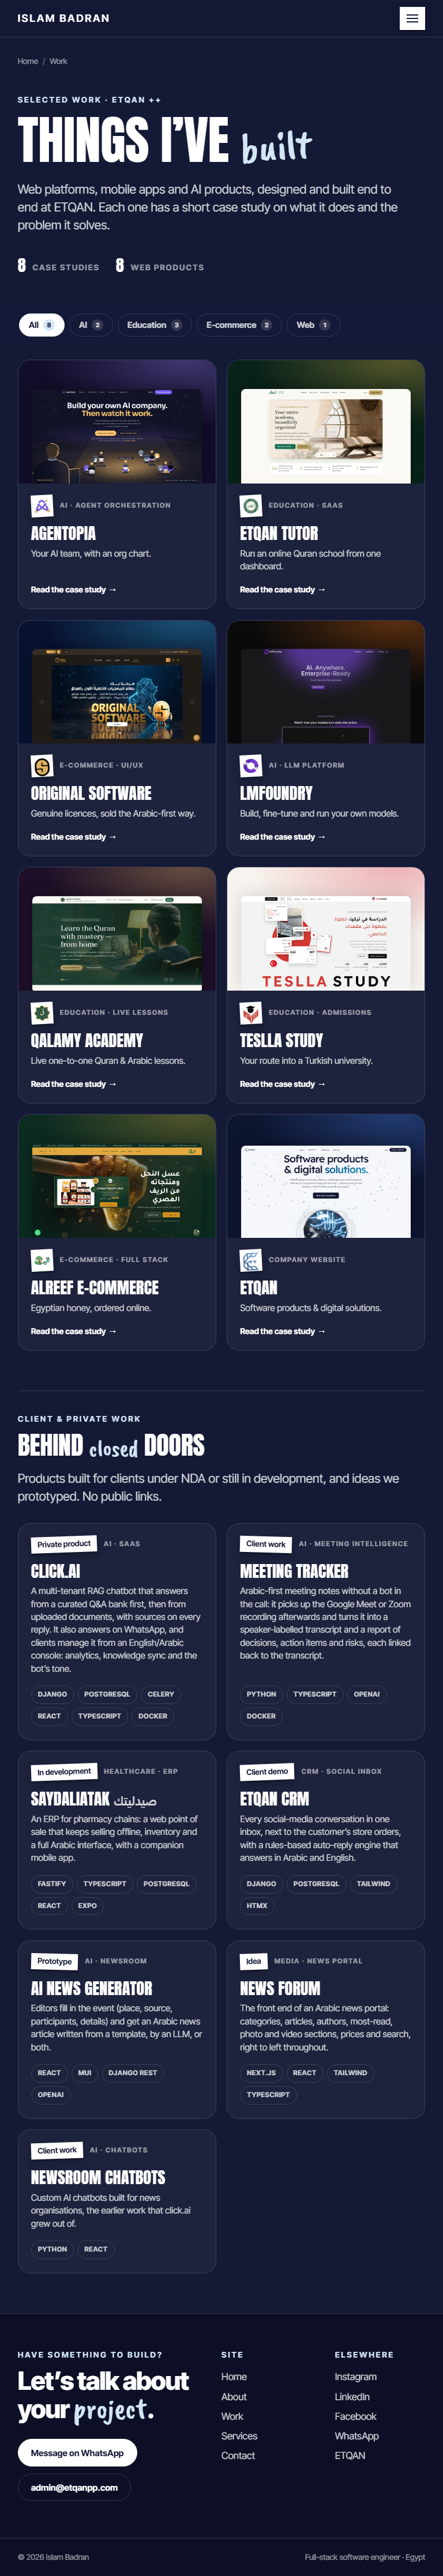 ISLAM BADRAN
Home / Work
SELECTED WORK · ETQAN ++
THINGS I'VE built
Web platforms, mobile apps and AI products, designed and built end to
end at ETQAN. Each one has a short case study on what it does and the
problem it solves.
8 CASE STUDIES 8 WEB PRODUCTS
All 8 AI 2 Education 3 E-commerce 2 Web 1
Build your own AI company.
Then watch it work.
AI · AGENT ORCHESTRATION
AGENTOPIA
Your AI team, with an org chart.
Read the case study →
Your entire
academy,
EDUCATION · SAAS
ETQAN TUTOR
Run an online Quran school from one
dashboard.
Read the case study →
ORIGINAL
SOFTWARE
E-COMMERCE · UI/UX
ORIGINAL SOFTWARE
Genuine licences, sold the Arabic-first way.
Read the case study →
AI. Anywhere.
Enterprise-Ready
AI · LLM PLATFORM
LMFOUNDRY
Build, fine-tune and run your own models.
Read the case study →
Learn the Quran
with mastery —
from home
EDUCATION · LIVE LESSONS
QALAMY ACADEMY
Live one-to-one Quran & Arabic lessons.
Read the case study →
الدراسة في تركيا، خطوة
بخطوة حتى مقعدك
الدراسي.
TESLLA STUDY
EDUCATION · ADMISSIONS
TESLLA STUDY
Your route into a Turkish university.
Read the case study →
عسل النحل
ومنتجاته
من الريف
المصري
E-COMMERCE · FULL STACK
ALREEF E-COMMERCE
Egyptian honey, ordered online.
Read the case study →
Software products
& digital solutions.
COMPANY WEBSITE
ETQAN
Software products & digital solutions.
Read the case study →
CLIENT & PRIVATE WORK
BEHIND closed DOORS
Products built for clients under NDA or still in development, and ideas we
prototyped. No public links.
Private product AI · SAAS
CLICK.AI
A multi-tenant RAG chatbot that answers
from a curated Q&A bank first, then from
uploaded documents, with sources on every
reply. It also answers on WhatsApp, and
clients manage it from an English/Arabic
console: analytics, knowledge sync and the
bot's tone.
DJANGO POSTGRESQL CELERY
REACT TYPESCRIPT DOCKER
Client work AI · MEETING INTELLIGENCE
MEETING TRACKER
Arabic-first meeting notes without a bot in
the call: it picks up the Google Meet or Zoom
recording afterwards and turns it into a
speaker-labelled transcript and a report of
decisions, action items and risks, each linked
back to the transcript.
PYTHON TYPESCRIPT OPENAI
DOCKER
In development HEALTHCARE · ERP
SAYDALIATAK صيدليتك
An ERP for pharmacy chains: a web point of
sale that keeps selling offline, inventory and
a full Arabic interface, with a companion
mobile app.
FASTIFY TYPESCRIPT POSTGRESQL
REACT EXPO
Client demo CRM · SOCIAL INBOX
ETQAN CRM
Every social-media conversation in one
inbox, next to the customer's store orders,
with a rules-based auto-reply engine that
answers in Arabic and English.
DJANGO POSTGRESQL TAILWIND
HTMX
Prototype AI · NEWSROOM
AI NEWS GENERATOR
Editors fill in the event (place, source,
participants, details) and get an Arabic news
article written from a template, by an LLM, or
both.
REACT MUI DJANGO REST
OPENAI
Idea MEDIA · NEWS PORTAL
NEWS FORUM
The front end of an Arabic news portal:
categories, articles, authors, most-read,
photo and video sections, prices and search,
right to left throughout.
NEXT.JS REACT TAILWIND
TYPESCRIPT
Client work AI · CHATBOTS
NEWSROOM CHATBOTS
Custom AI chatbots built for news
organisations, the earlier work that click.ai
grew out of.
PYTHON REACT
HAVE SOMETHING TO BUILD?
Let's talk about
your project.
Message on WhatsApp
admin@etqanpp.com
SITE
Home
About
Work
Services
Contact
ELSEWHERE
Instagram
LinkedIn
Facebook
WhatsApp
ETQAN
© 2026 Islam Badran
Full-stack software engineer · Egypt